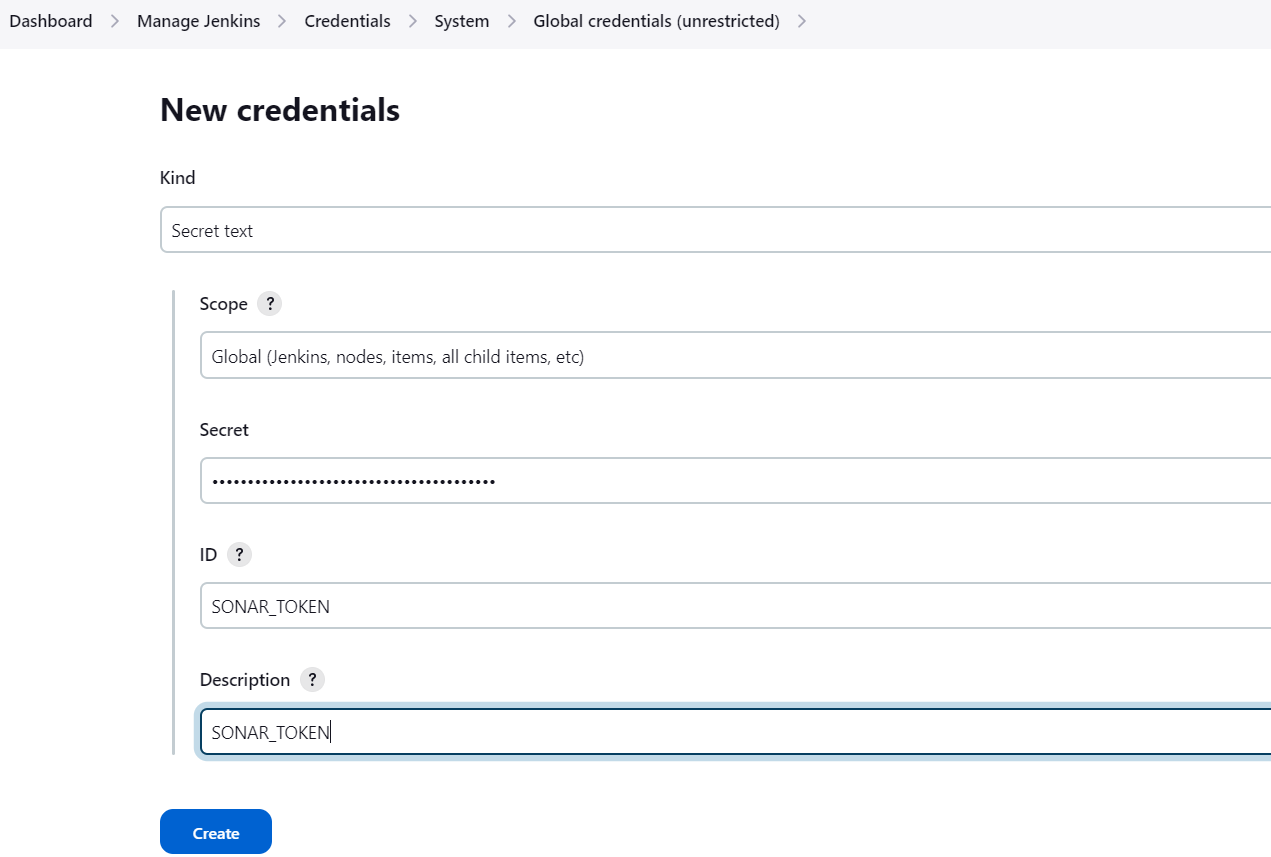 Dashboard > Manage Jenkins > Credentials > System > Global credentials (unrestricted) >
New credentials
Kind
Secret text
Scope ?
Global (Jenkins, nodes, items, all child items, etc)
Secret
••••••••••••••••••••••••••••••••••••••••
ID ?
SONAR_TOKEN
Description ?
SONAR_TOKEN
Create